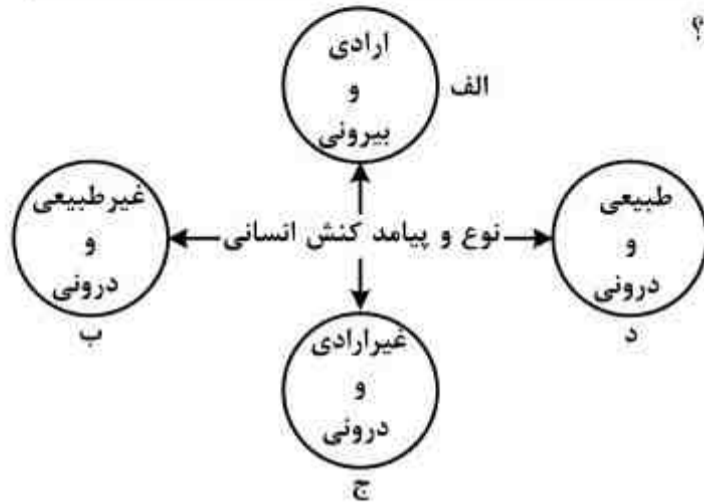 ؟
ارادی
و
بیرونی
الف
طبیعی
و
درونی
د
نوع و پیامد کنش انسانی
غیرطبیعی
و
درونی
ب
غیرارادی
و
درونی
ج